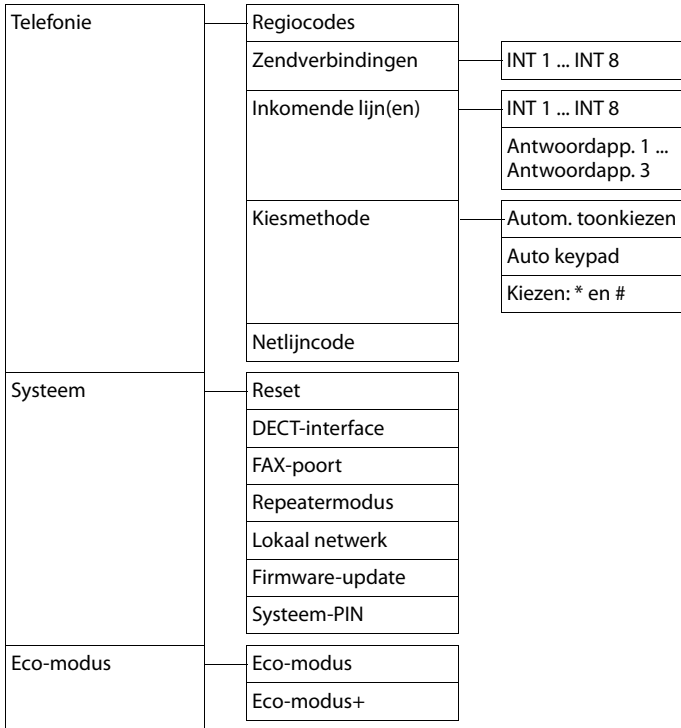 Telefonie
Regiocodes
Zendverbindingen
INT 1 ... INT 8
Inkomende lijn(en)
INT 1 ... INT 8
Antwoordapp. 1 ...
Antwoordapp. 3
Kiesmethode
Autom. toonkiezen
Auto keypad
Kiezen: * en #
Netlijncode
Systeem
Reset
DECT-interface
FAX-poort
Repeatermodus
Lokaal netwerk
Firmware-update
Systeem-PIN
Eco-modus
Eco-modus
Eco-modus+